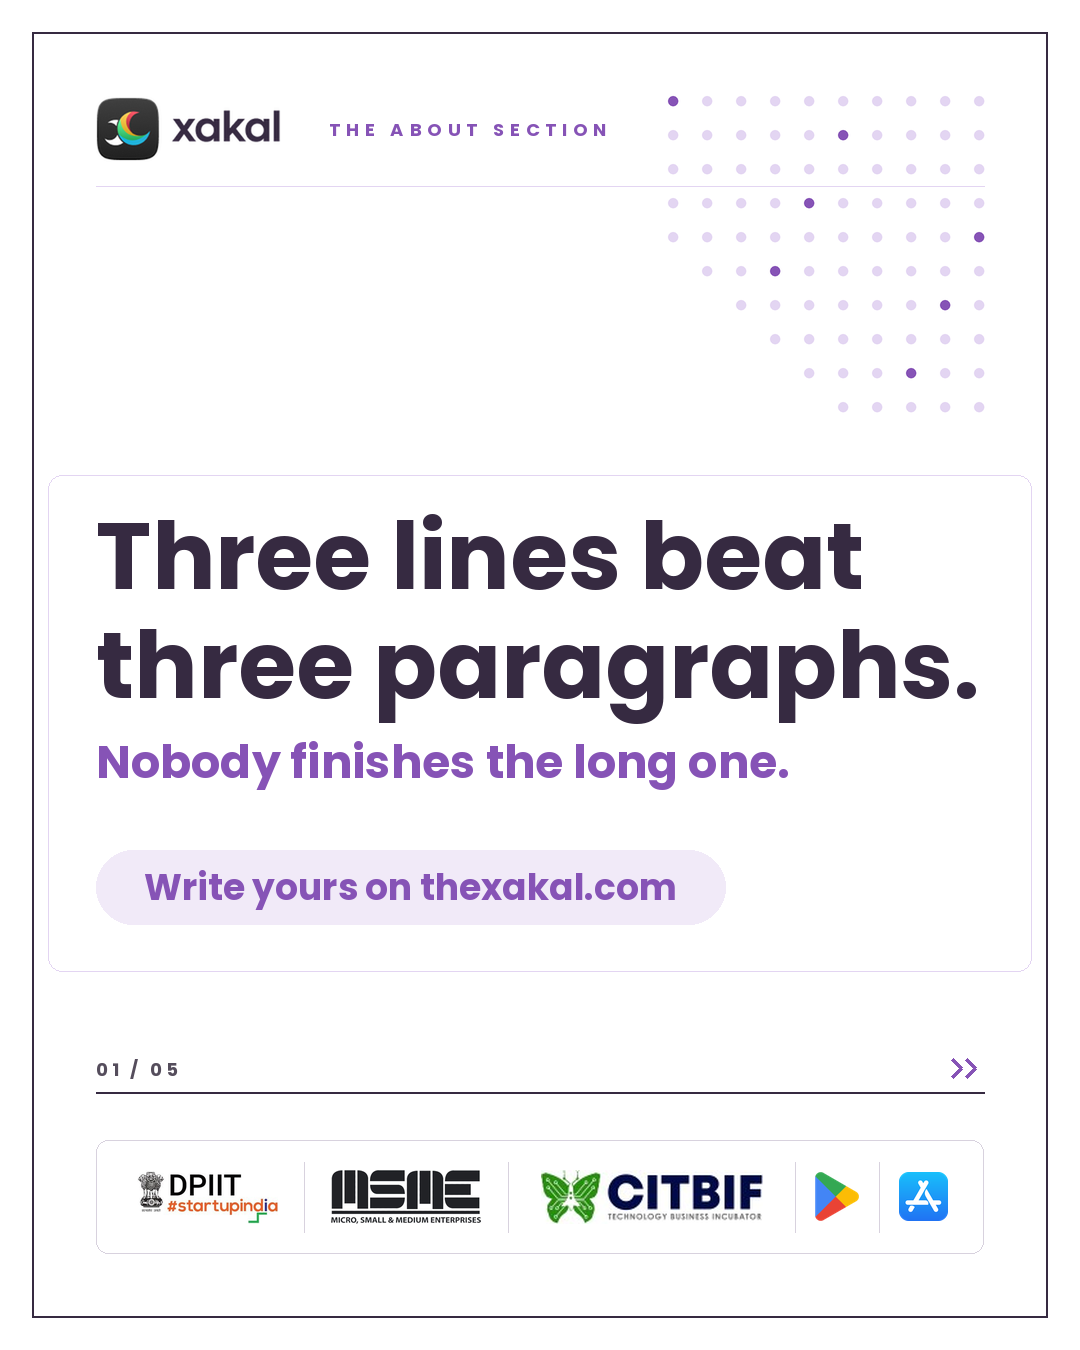 xakal
THE ABOUT SECTION
Three lines beat
three paragraphs.
Nobody finishes the long one.
Write yours on thexakal.com
01 / 05
DPIIT
#startupindia
MSME
MICRO, SMALL & MEDIUM ENTERPRISES
CITBIF
TECHNOLOGY BUSINESS INCUBATOR